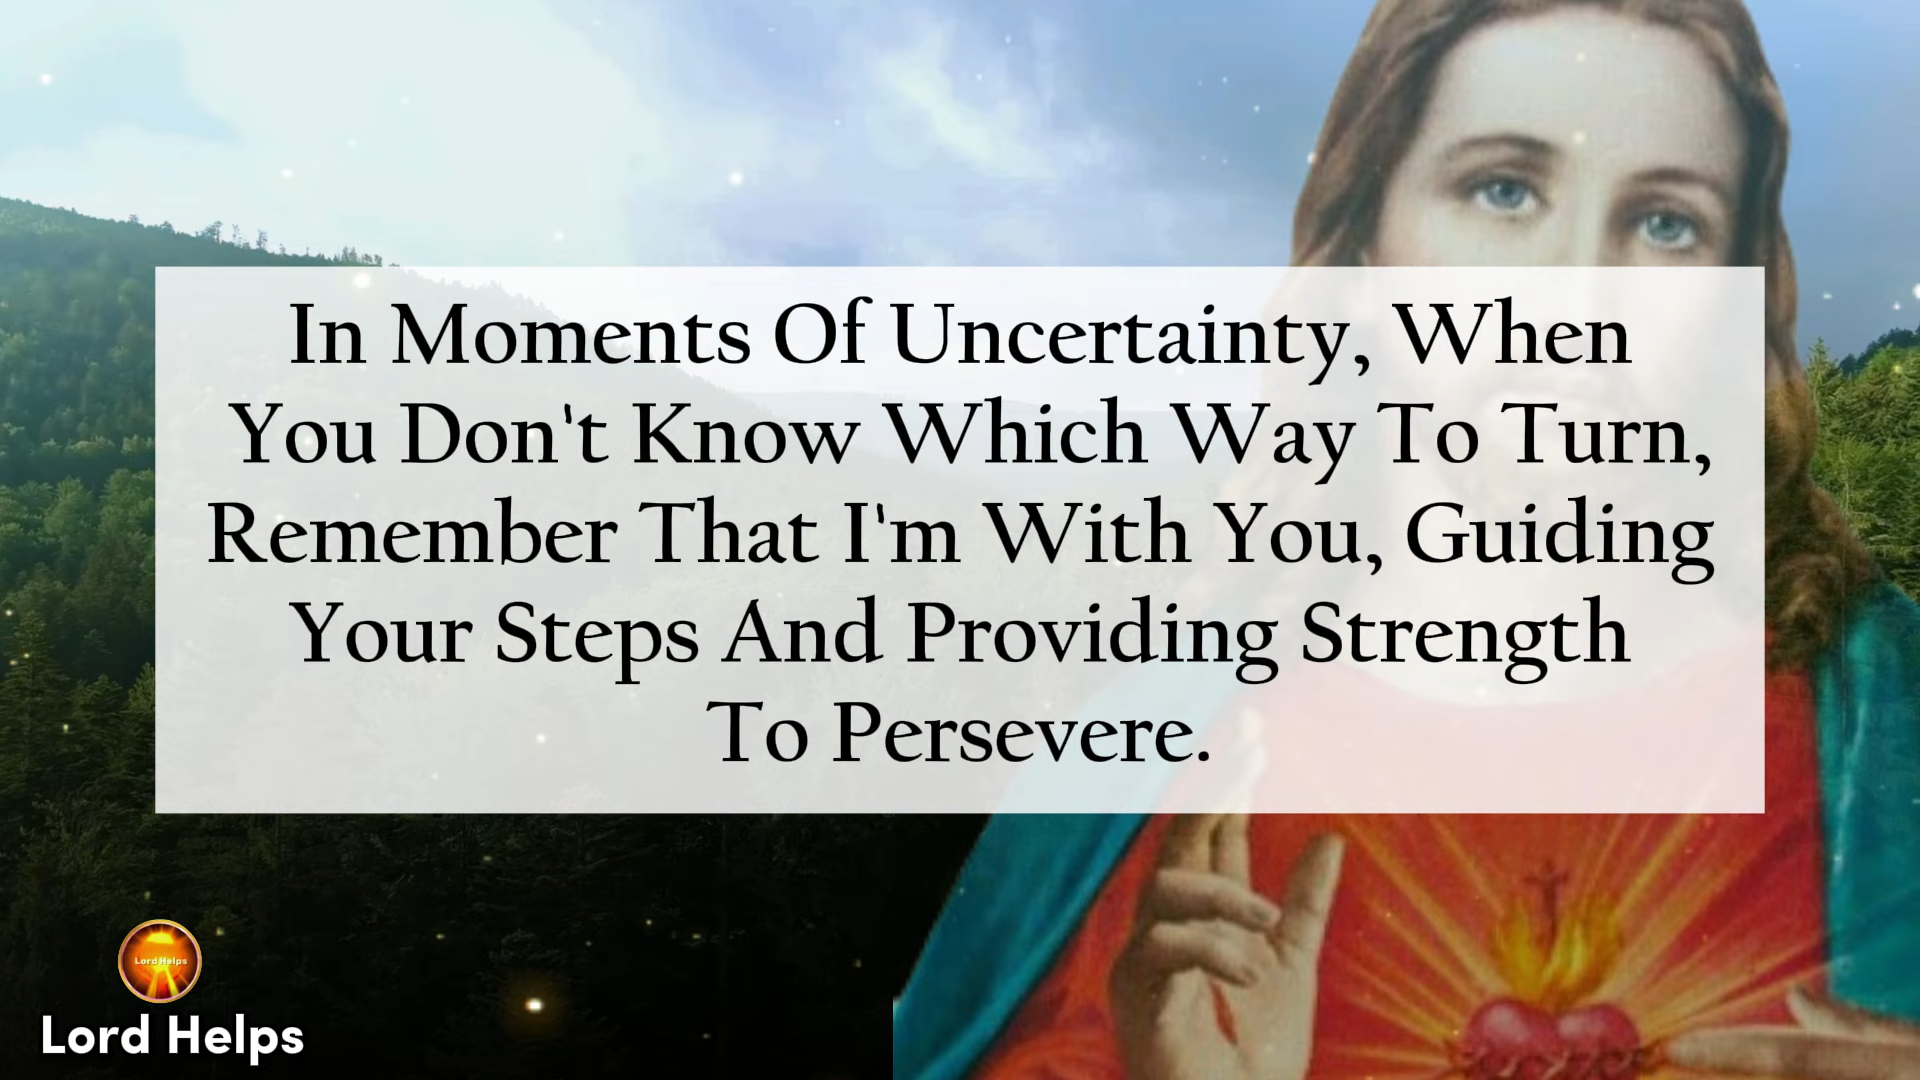 In Moments Of Uncertainty, When
You Don't Know Which Way To Turn,
Remember That I'm With You, Guiding
Your Steps And Providing Strength
To Persevere.
Lord Helps
Lord Helps